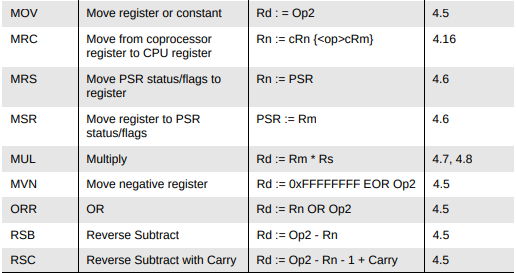 MOV Move register or constant Rd : = Op2 4.5
MRC Move from coprocessor Rn := cRn {<op>cRm} 4.16
register to CPU register
MRS Move PSR status/flags to Rn := PSR 4.6
register
MSR Move register to PSR PSR := Rm 4.6
status/flags
MUL Multiply Rd := Rm * Rs 4.7, 4.8
MVN Move negative register Rd := 0xFFFFFFFF EOR Op2 4.5
ORR OR Rd := Rn OR Op2 4.5
RSB Reverse Subtract Rd := Op2 - Rn 4.5
RSC Reverse Subtract with Carry Rd := Op2 - Rn - 1 + Carry 4.5